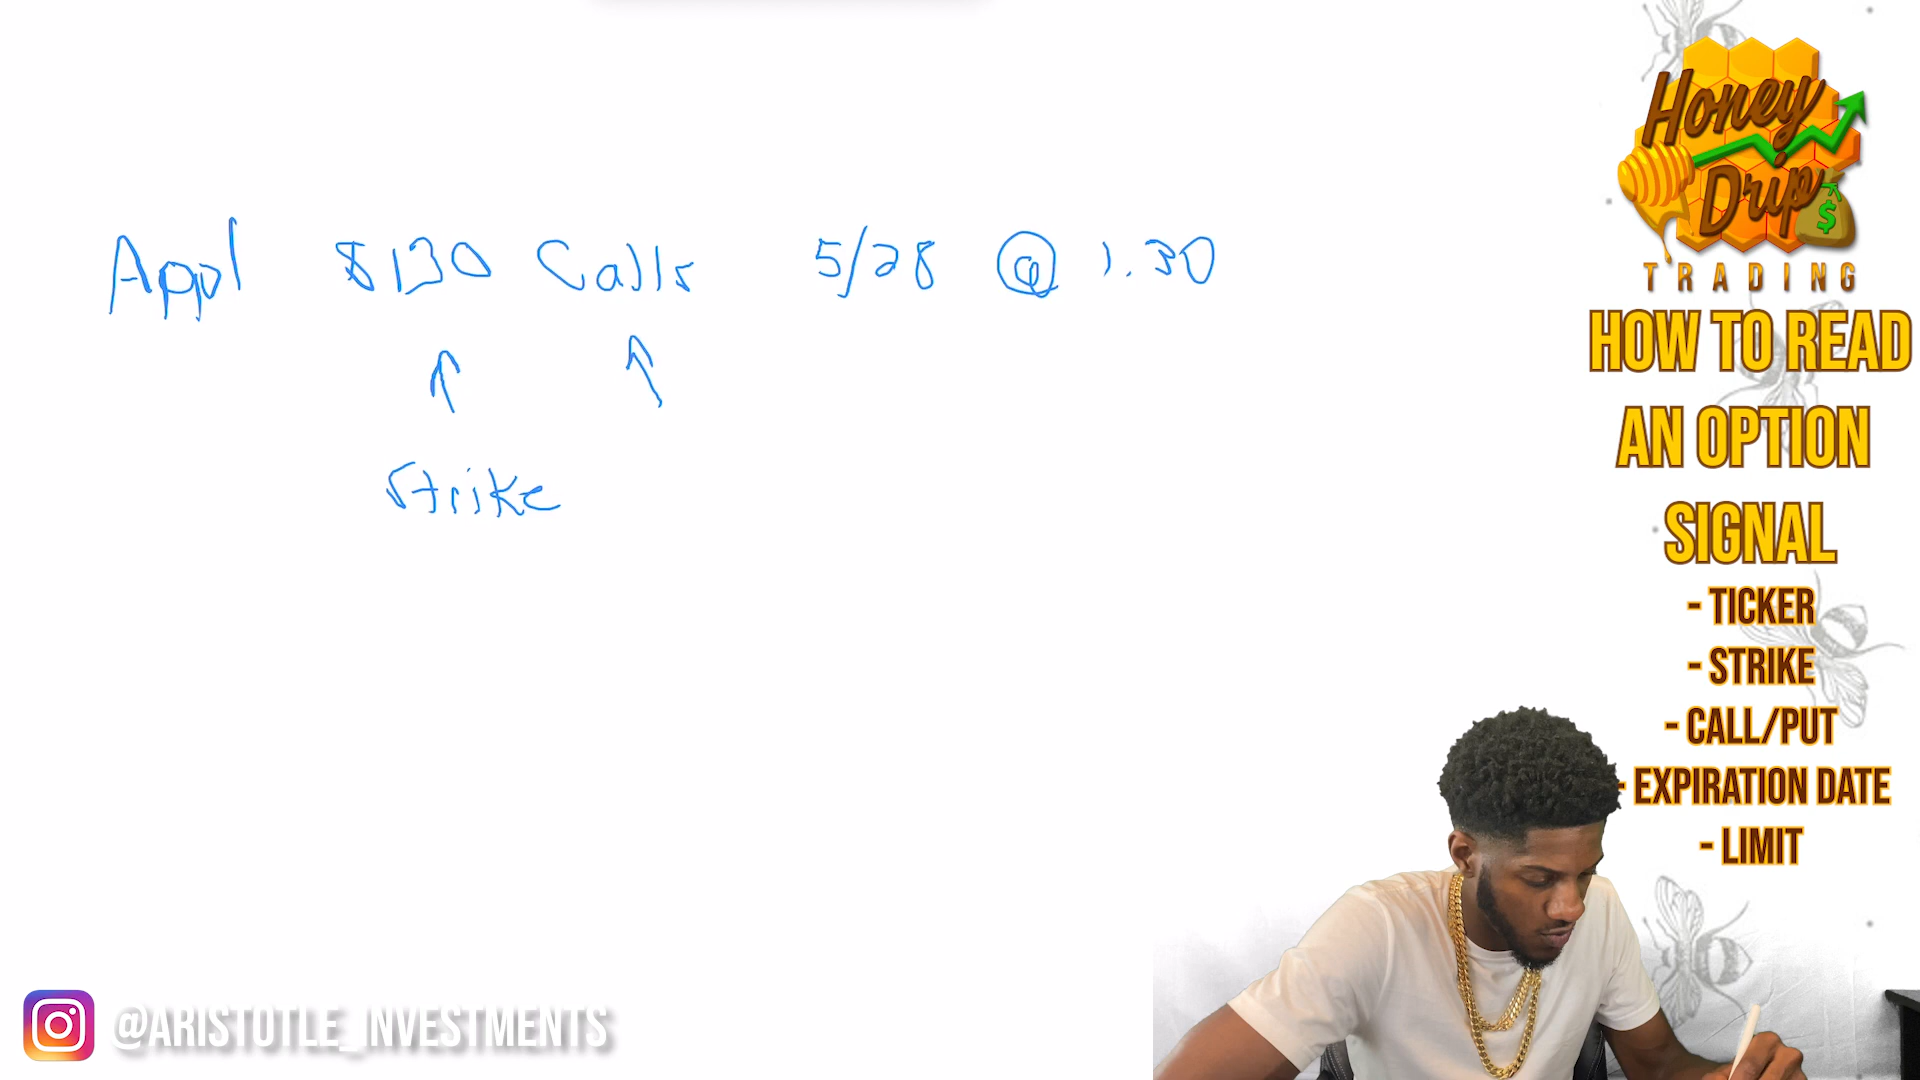 Appl $130 Calls 5/28 @ 1.30
Strike
Honey
Drip
$
TRADING
HOW TO READ
AN OPTION
SIGNAL
- TICKER
- STRIKE
- CALL/PUT
- EXPIRATION DATE
- LIMIT
@ARISTOTLE_INVESTMENTS